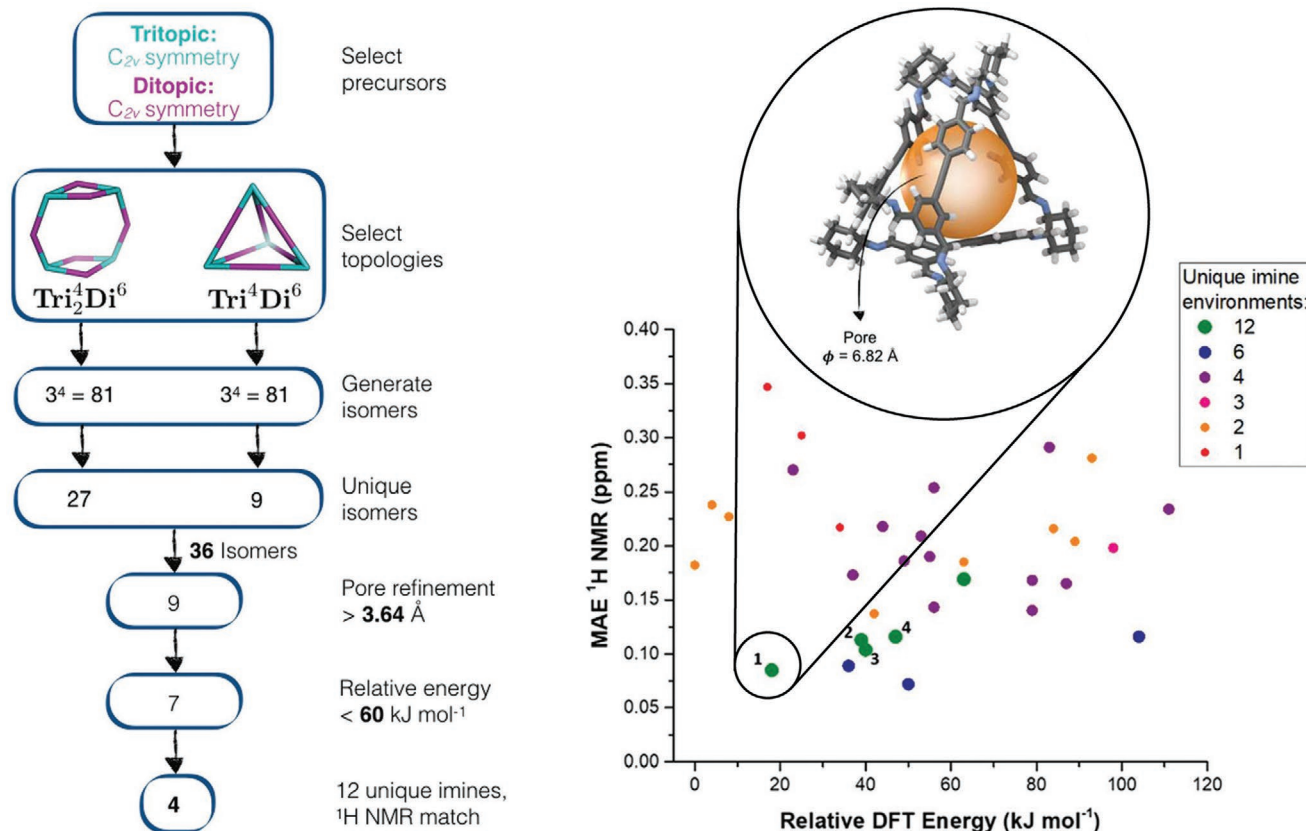 Tritopic:
C₂ᵥ symmetry
Ditopic:
C₂ᵥ symmetry
Select
precursors
Tri⁴₂Di⁶
Tri⁴Di⁶
Select
topologies
3⁴ = 81
3⁴ = 81
Generate
isomers
27
9
Unique
isomers
36 Isomers
9
Pore refinement
> 3.64 Å
7
Relative energy
< 60 kJ mol⁻¹
4
12 unique imines,
¹H NMR match
Pore
ϕ = 6.82 Å
Unique imine
environments:
12
6
4
3
2
1
MAE ¹H NMR (ppm)
0.40
0.35
0.30
0.25
0.20
0.15
0.10
0.05
0.00
1
2
3
4
0
20
40
60
80
100
120
Relative DFT Energy (kJ mol⁻¹)